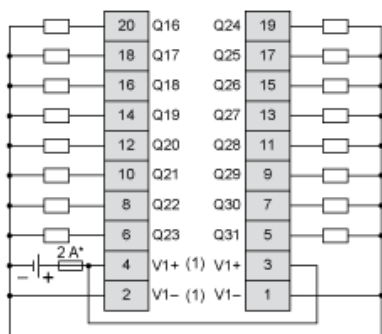 20 Q16 Q24 19
18 Q17 Q25 17
16 Q18 Q26 15
14 Q19 Q27 13
12 Q20 Q28 11
10 Q21 Q29 9
8 Q22 Q30 7
6 Q23 Q31 5
− + 2 A* 4 V1+ (1) V1+ 3
2 V1− (1) V1− 1